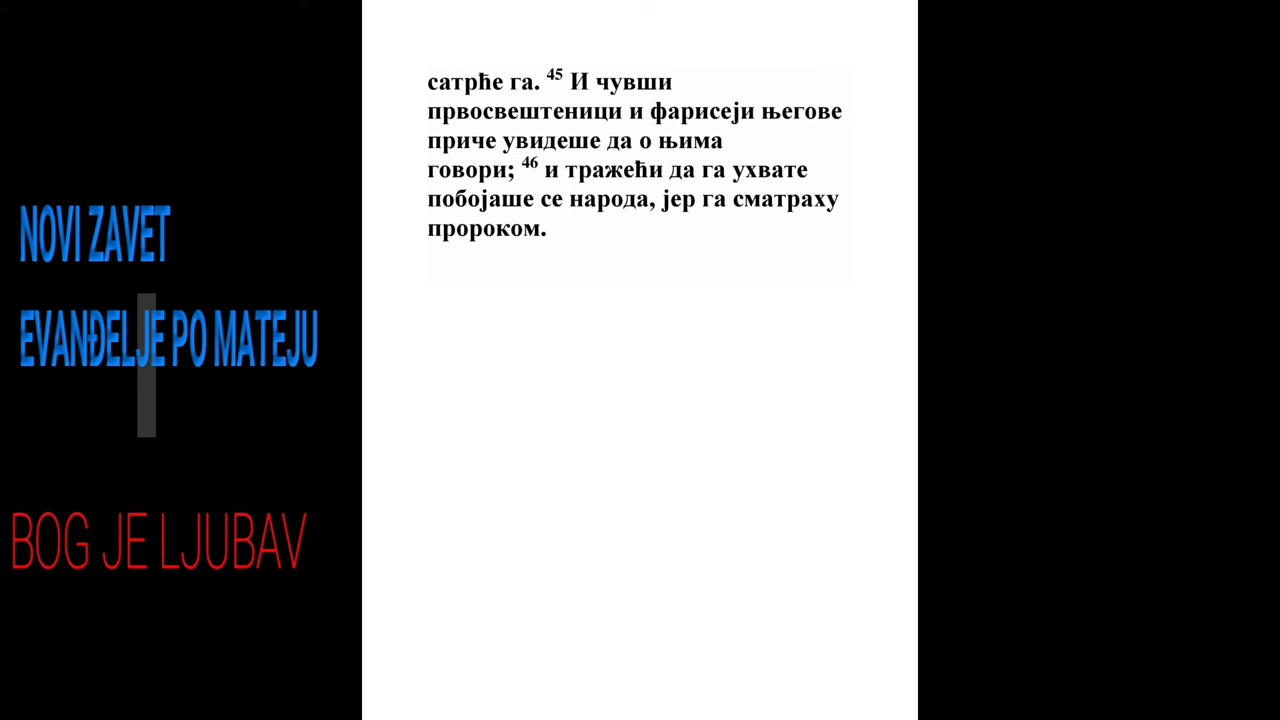 NOVI ZAVET
EVANĐELJE PO MATEJU
BOG JE LJUBAV
сатрће га. 45 И чувши
првосвештеници и фарисеји његове
приче увидеше да о њима
говори; 46 и тражећи да га ухвате
побојаше се народа, јер га сматраху
пророком.